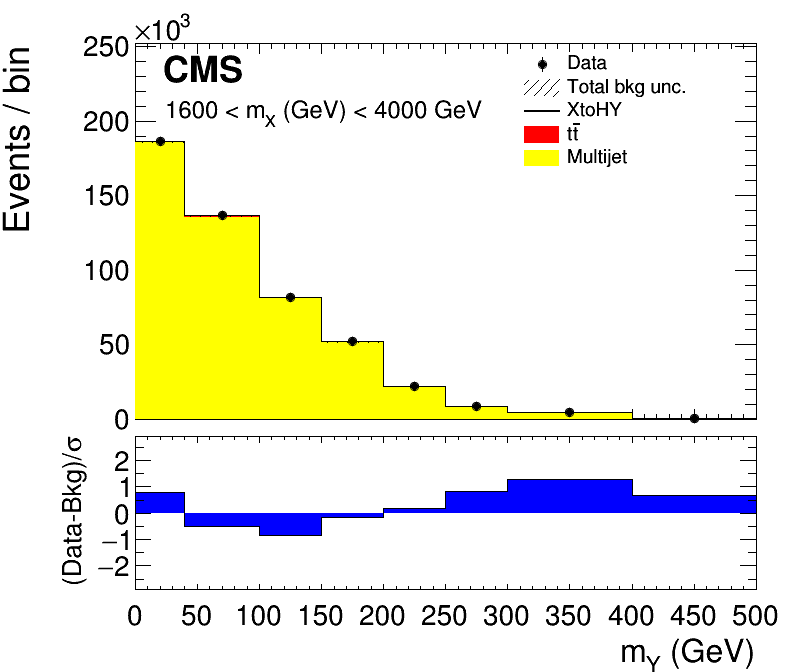 ×10³
250
200
150
100
50
0
Events / bin
CMS
1600 < m_X (GeV) < 4000 GeV
Data
Total bkg unc.
XtoHY
tt̄
Multijet
(Data-Bkg)/σ
2
1
0
−1
−2
0 50 100 150 200 250 300 350 400 450 500
m_Y (GeV)